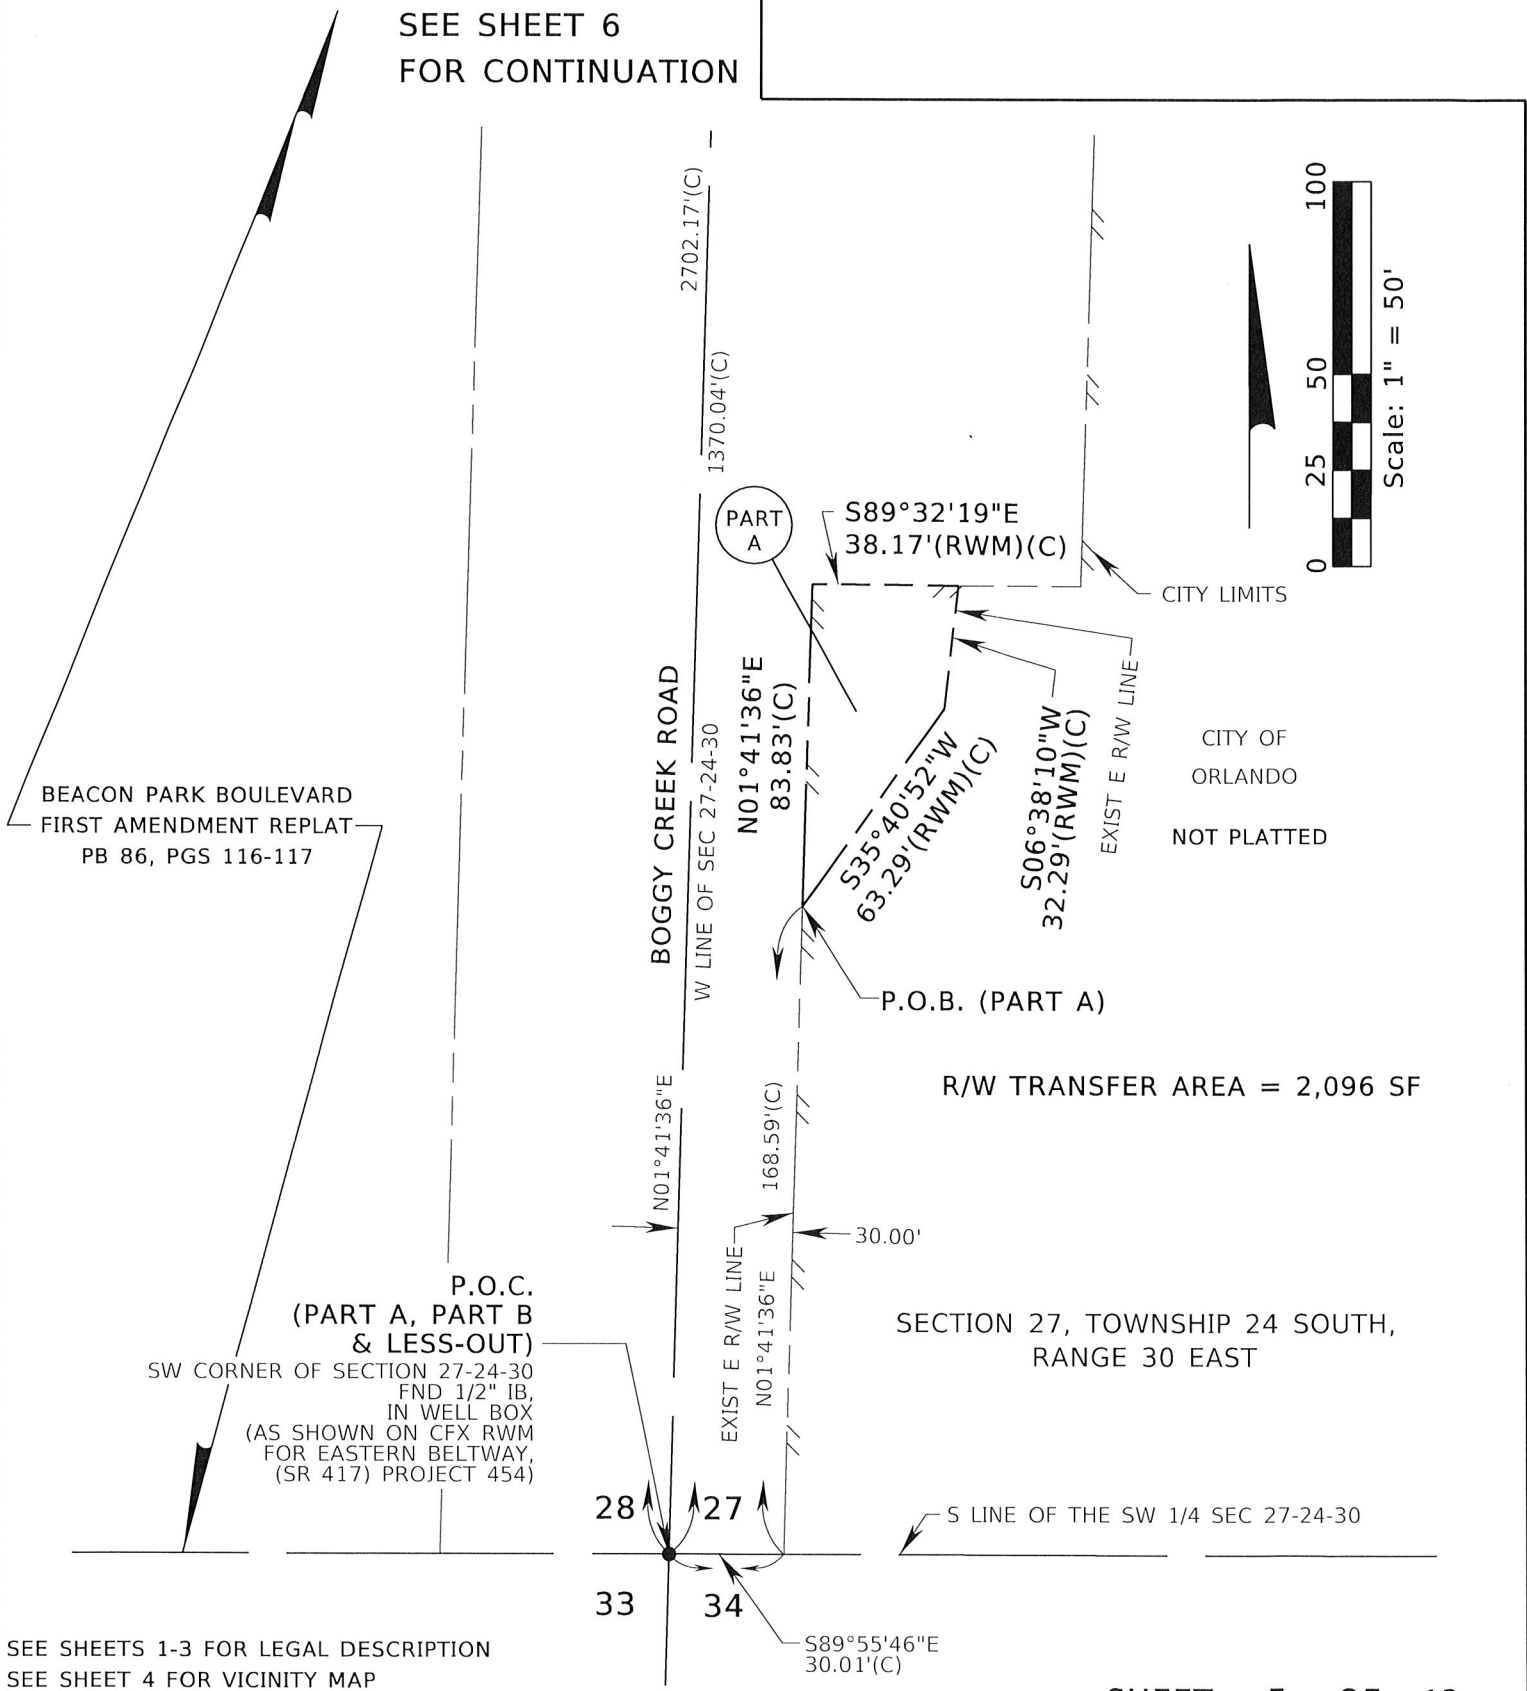 SEE SHEET 6
FOR CONTINUATION
2702.17'(C)
1370.04'(C)
100
50
25
0
Scale: 1" = 50'
PART
A
S89°32'19"E
38.17'(RWM)(C)
CITY LIMITS
BOGGY CREEK ROAD
W LINE OF SEC 27-24-30
N01°41'36"E
83.83'(C)
S35°40'52"W
63.29'(RWM)(C)
S06°38'10"W
32.29'(RWM)(C)
EXIST E R/W LINE
CITY OF
ORLANDO
NOT PLATTED
BEACON PARK BOULEVARD
FIRST AMENDMENT REPLAT
PB 86, PGS 116-117
P.O.B. (PART A)
R/W TRANSFER AREA = 2,096 SF
N01°41'36"E
168.59'(C)
30.00'
EXIST E R/W LINE
N01°41'36"E
P.O.C.
(PART A, PART B
& LESS-OUT)
SW CORNER OF SECTION 27-24-30
FND 1/2" IB,
IN WELL BOX
(AS SHOWN ON CFX RWM
FOR EASTERN BELTWAY,
(SR 417) PROJECT 454)
SECTION 27, TOWNSHIP 24 SOUTH,
RANGE 30 EAST
28
27
S LINE OF THE SW 1/4 SEC 27-24-30
33
34
S89°55'46"E
30.01'(C)
SEE SHEETS 1-3 FOR LEGAL DESCRIPTION
SEE SHEET 4 FOR VICINITY MAP